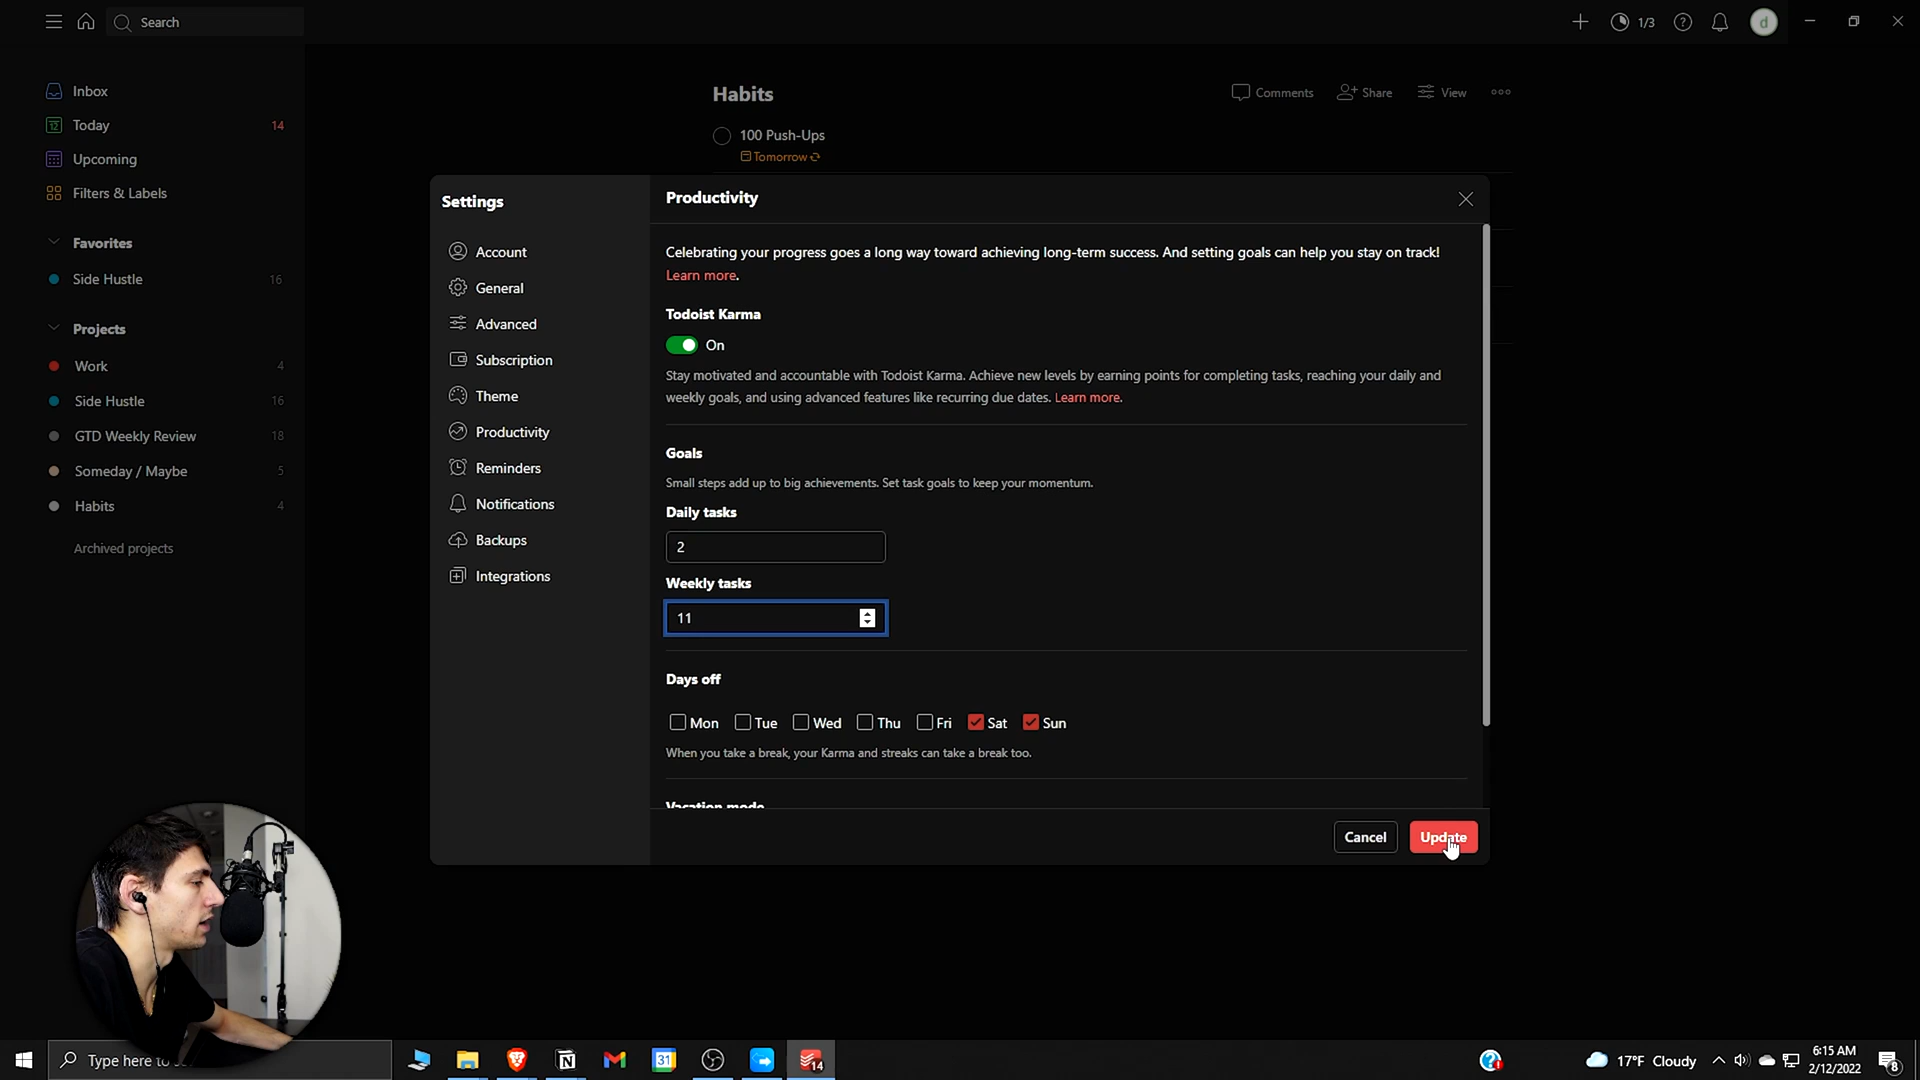 Search
1/3
d
Inbox
Today 14
Upcoming
Filters & Labels
Favorites
Side Hustle 16
Projects
Work 4
Side Hustle 16
GTD Weekly Review 18
Someday / Maybe 5
Habits 4
Archived projects
Habits
Comments
Share
View
100 Push-Ups
Tomorrow
Settings
Account
General
Advanced
Subscription
Theme
Productivity
Reminders
Notifications
Backups
Integrations
Productivity
Celebrating your progress goes a long way toward achieving long-term success. And setting goals can help you stay on track!
Learn more.
Todoist Karma
On
Stay motivated and accountable with Todoist Karma. Achieve new levels by earning points for completing tasks, reaching your daily and
weekly goals, and using advanced features like recurring due dates. Learn more.
Goals
Small steps add up to big achievements. Set task goals to keep your momentum.
Daily tasks
2
Weekly tasks
11
Days off
Mon Tue Wed Thu Fri Sat Sun
When you take a break, your Karma and streaks can take a break too.
Vacation mode
Cancel
Update
Type here to
31
14
17°F Cloudy
6:15 AM
2/12/2022
8